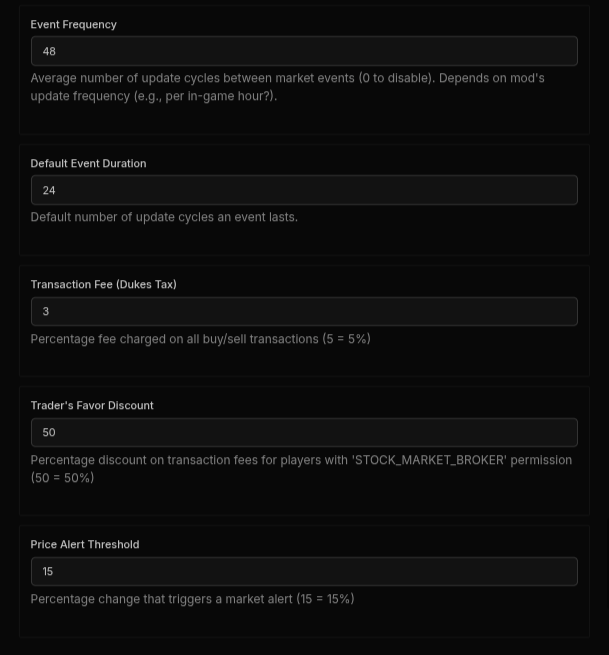 Event Frequency
48
Average number of update cycles between market events (0 to disable). Depends on mod's
update frequency (e.g., per in-game hour?).
Default Event Duration
24
Default number of update cycles an event lasts.
Transaction Fee (Dukes Tax)
3
Percentage fee charged on all buy/sell transactions (5 = 5%)
Trader's Favor Discount
50
Percentage discount on transaction fees for players with 'STOCK_MARKET_BROKER' permission
(50 = 50%)
Price Alert Threshold
15
Percentage change that triggers a market alert (15 = 15%)